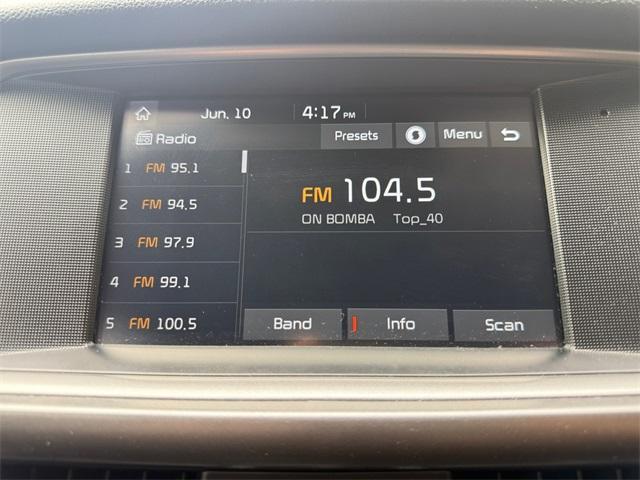 Jun. 10 4:17 PM
Radio Presets Menu
1 FM 95.1
2 FM 94.5
3 FM 97.9
4 FM 99.1
5 FM 100.5
FM 104.5
ON BOMBA Top_40
Band Info Scan